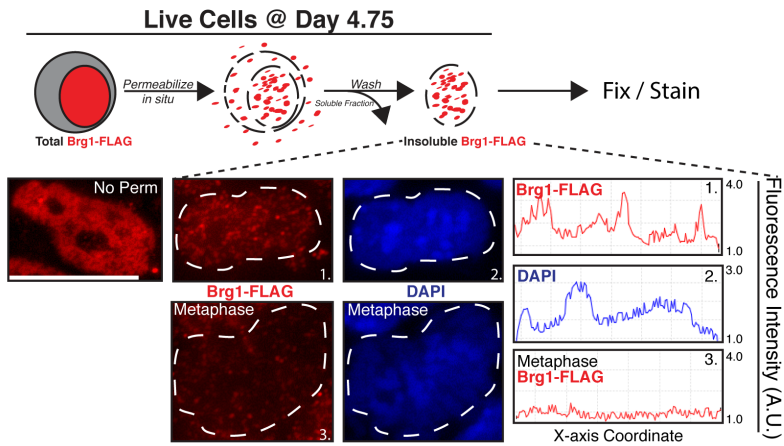 Live Cells @ Day 4.75
Permeabilize
in situ
Wash
Soluble Fraction
Fix / Stain
Total Brg1-FLAG
Insoluble Brg1-FLAG
No Perm
1.
2.
Brg1-FLAG
DAPI
Metaphase
3.
Metaphase
Brg1-FLAG
1.
4.0
1.0
DAPI
2.
3.0
1.0
Metaphase
Brg1-FLAG
3.
4.0
1.0
X-axis Coordinate
Fluorescence Intensity (A.U.)